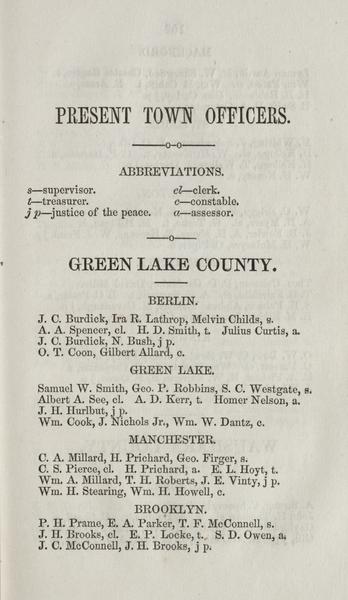 PRESENT TOWN OFFICERS.
ABBREVIATIONS.
s—supervisor. cl—clerk.
t—treasurer. c—constable.
j p—justice of the peace. a—assessor.
GREEN LAKE COUNTY.
BERLIN.
J. C. Burdick, Ira R. Lathrop, Melvin Childs, s.
A. A. Spencer, cl. H. D. Smith, t. Julius Curtis, a.
J. C. Burdick, N. Bush, j p.
O. T. Coon, Gilbert Allard, c.
GREEN LAKE.
Samuel W. Smith, Geo. P. Robbins, S. C. Westgate, s.
Albert A. See, cl. A. D. Kerr, t. Homer Nelson, a.
J. H. Hurlbut, j p.
Wm. Cook, J. Nichols Jr., Wm. W. Dantz, c.
MANCHESTER.
C. A. Millard, H. Prichard, Geo. Firger, s.
C. S. Pierce, cl. H. Prichard, a. E. L. Hoyt, t.
Wm. A. Millard, T. H. Roberts, J. E. Vinty, j p.
Wm. H. Stearing, Wm. H. Howell, c.
BROOKLYN.
P. H. Prame, E. A. Parker, T. F. McConnell, s.
J. H. Brooks, cl. E. P. Locke, t. S. D. Owen, a.
J. C. McConnell, J. H. Brooks, j p.